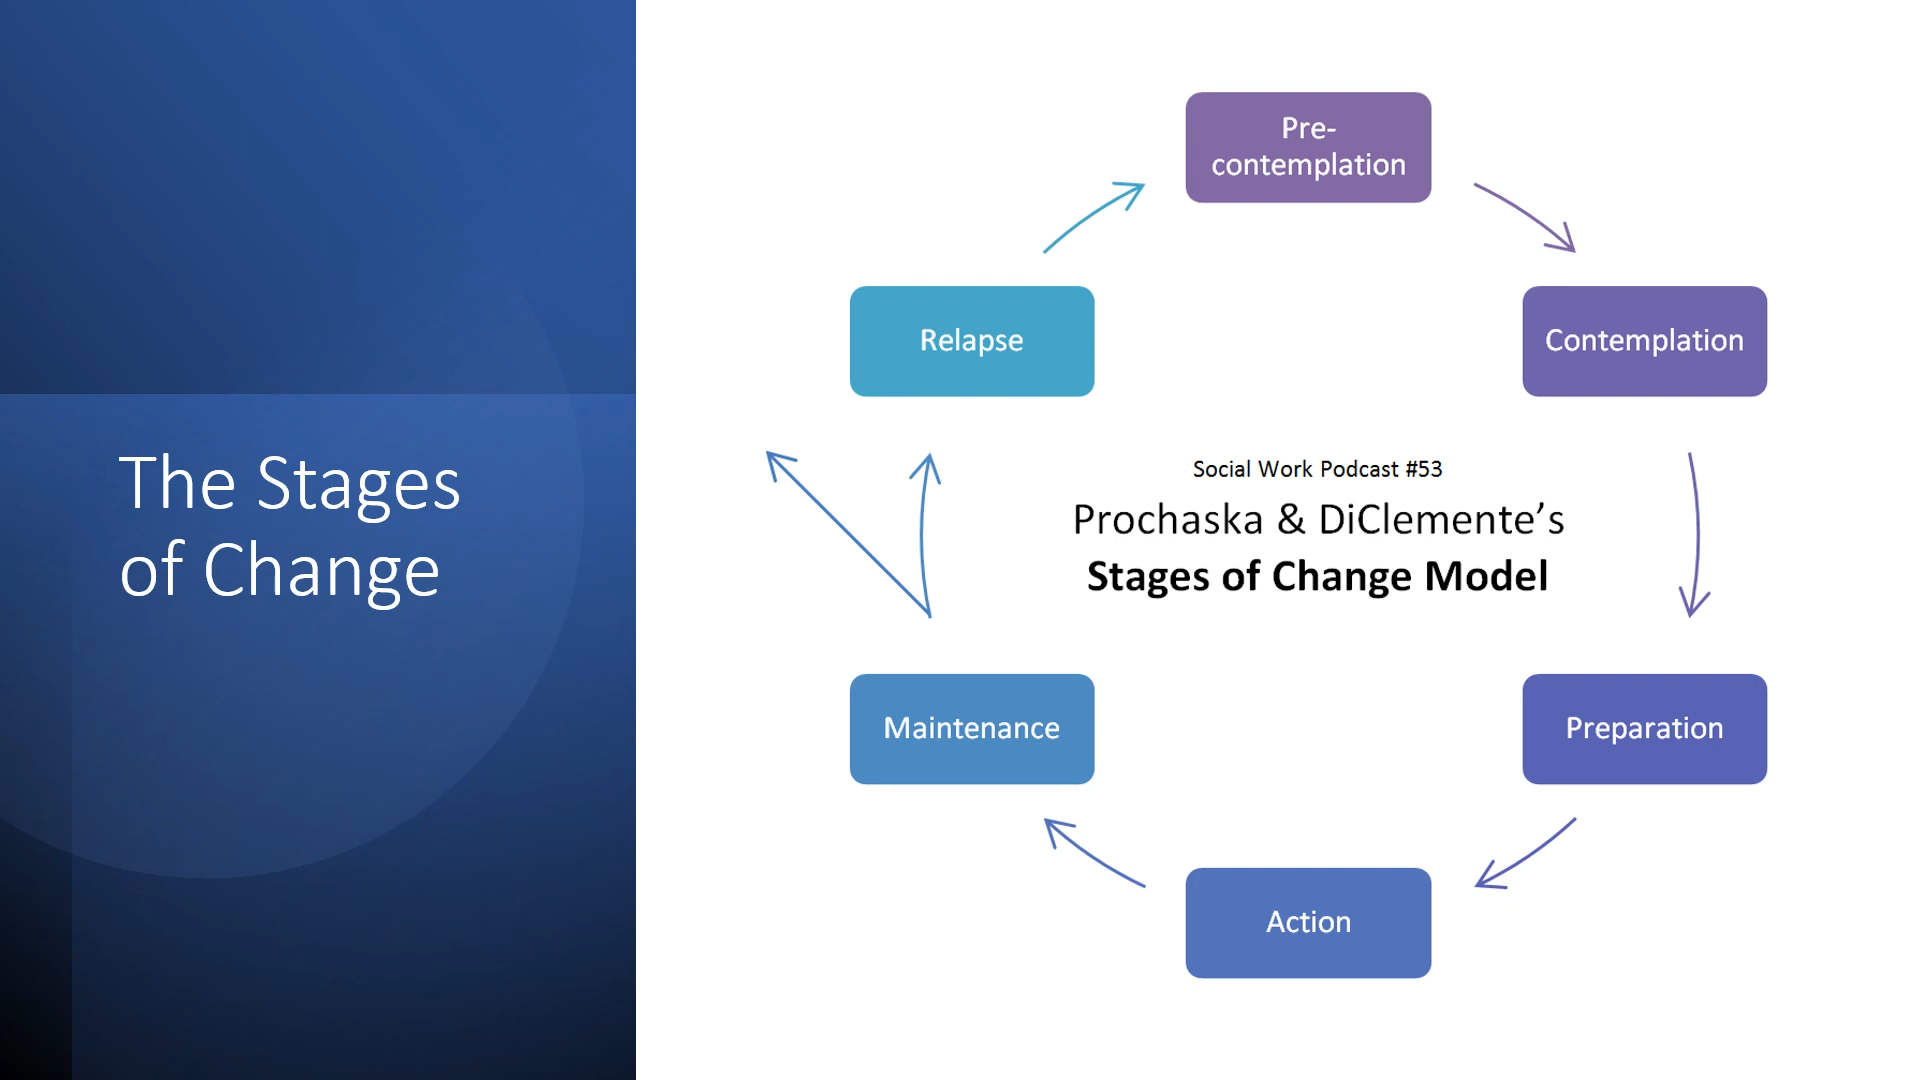 The Stages
of Change
Pre-
contemplation
Relapse
Contemplation
Social Work Podcast #53
Prochaska & DiClemente’s
Stages of Change Model
Maintenance
Preparation
Action